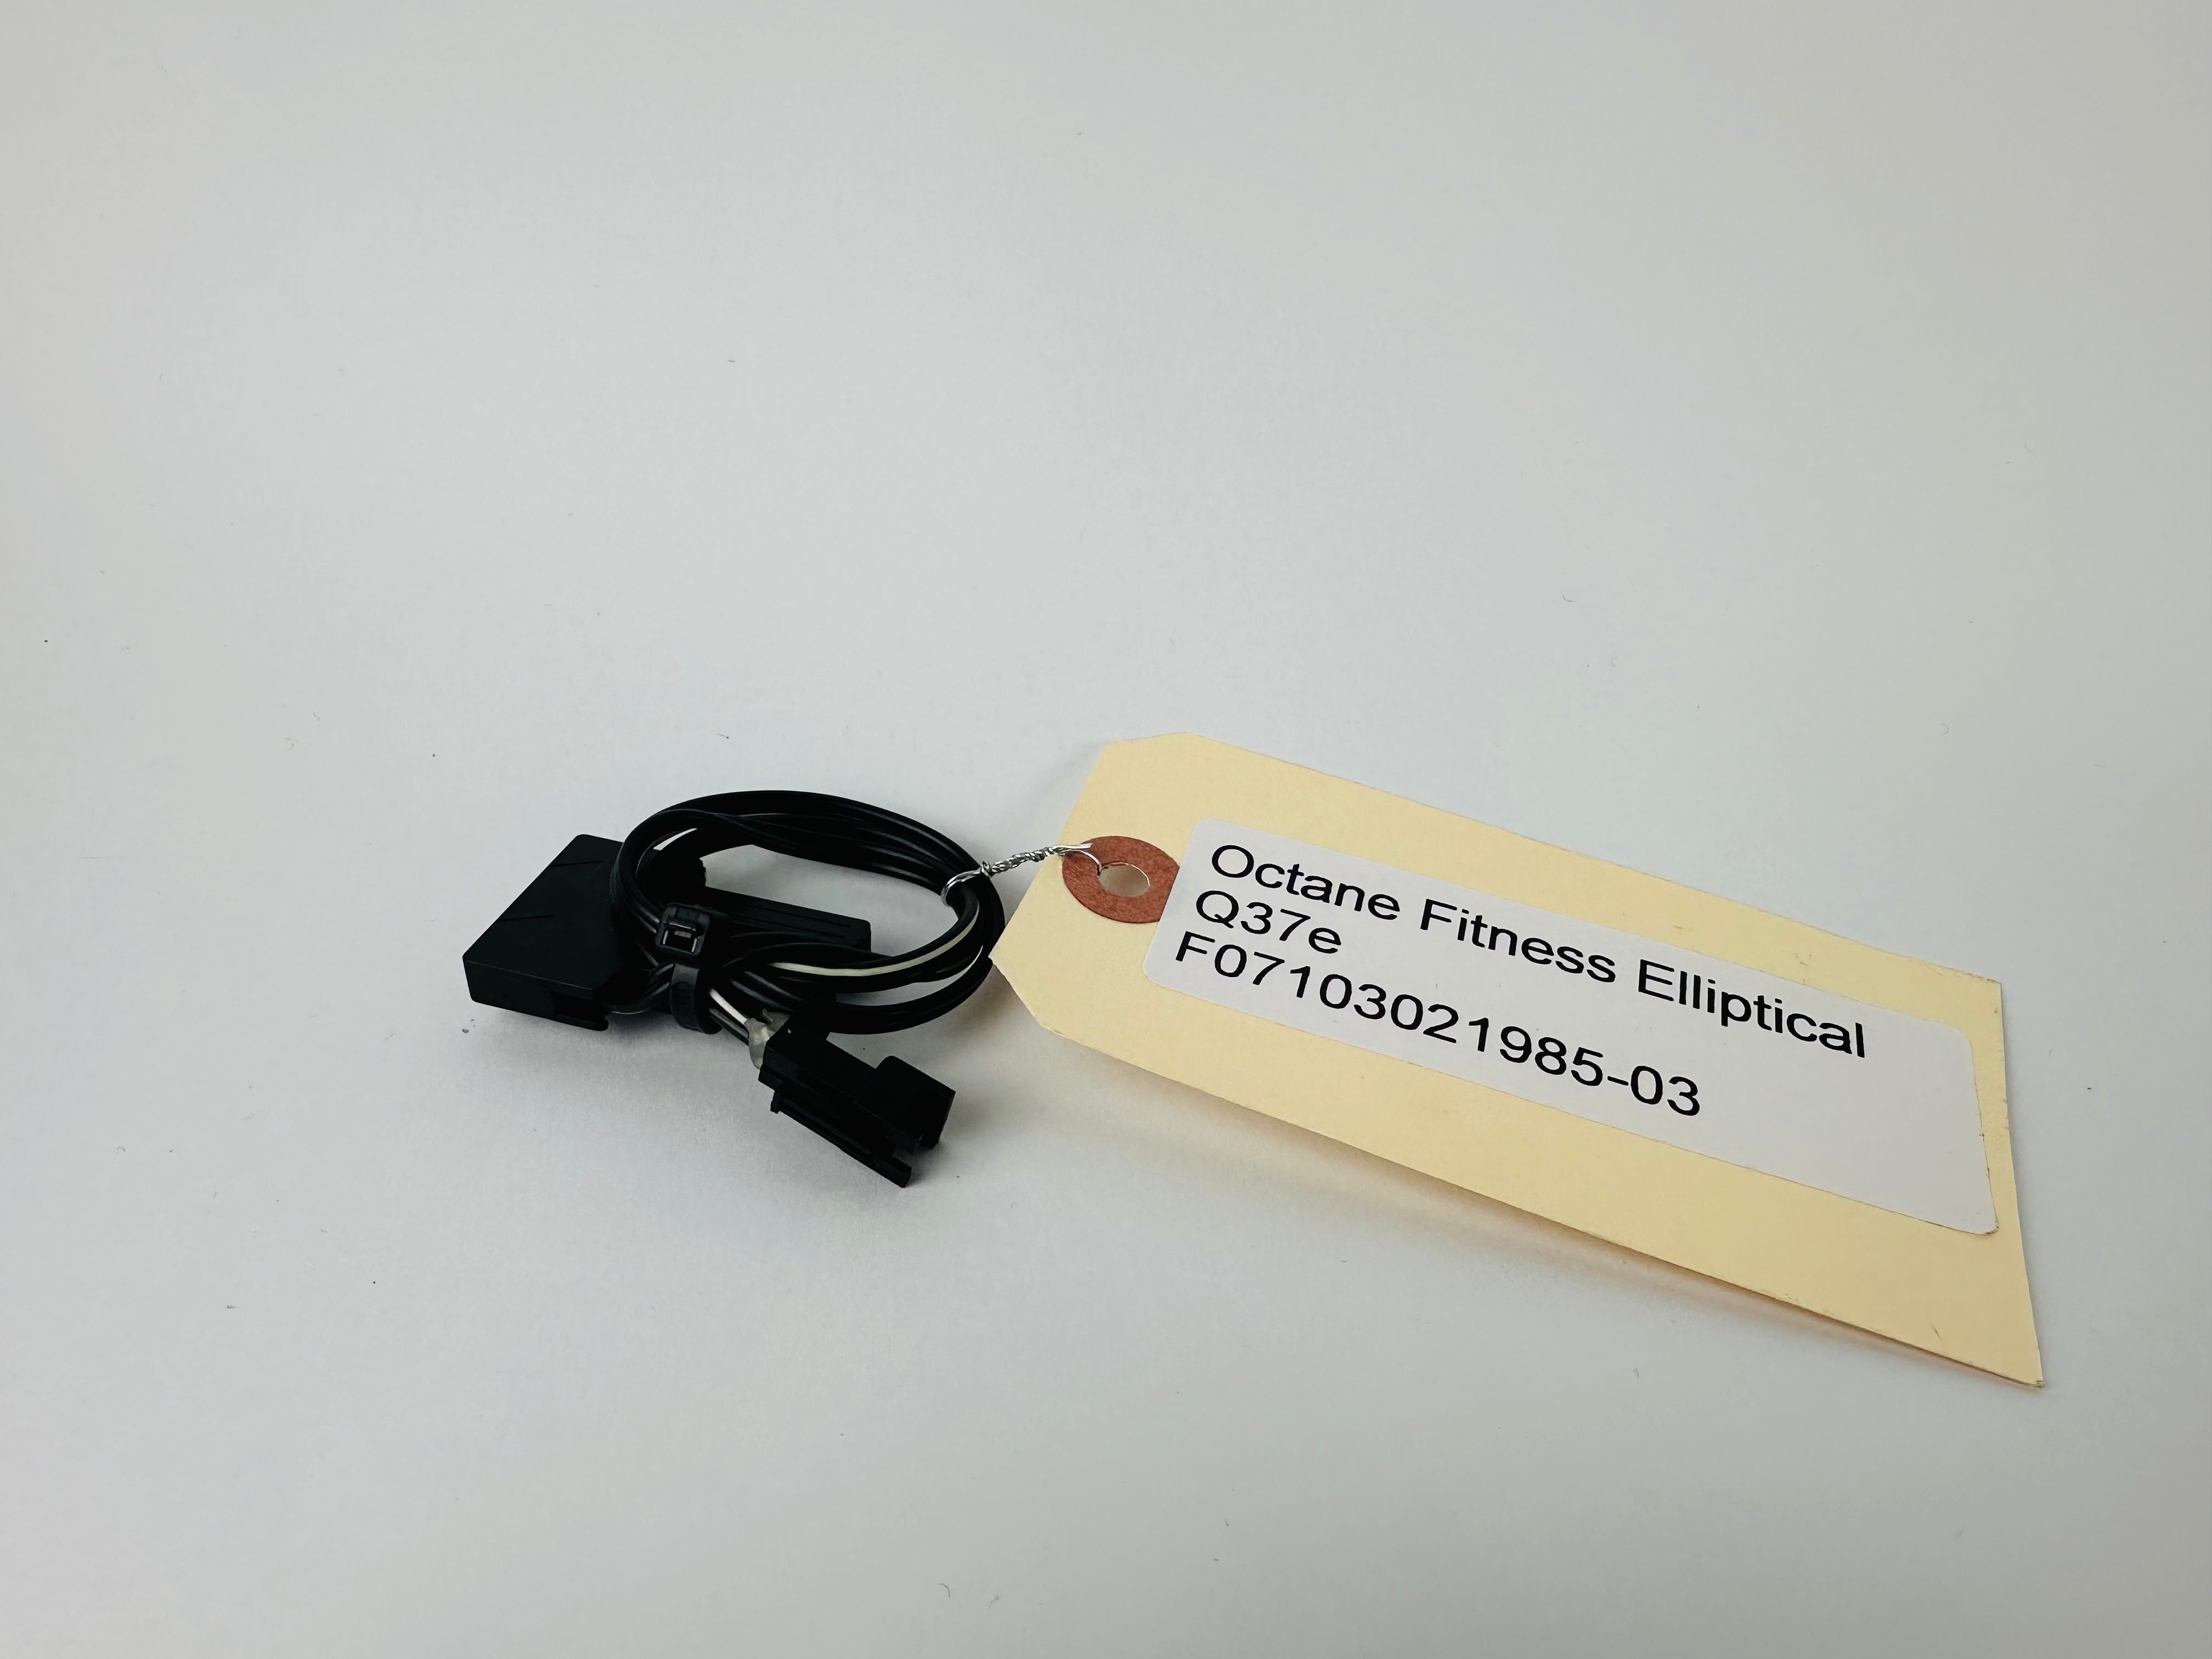 Octane Fitness Elliptical
Q37e
F07103021985-03